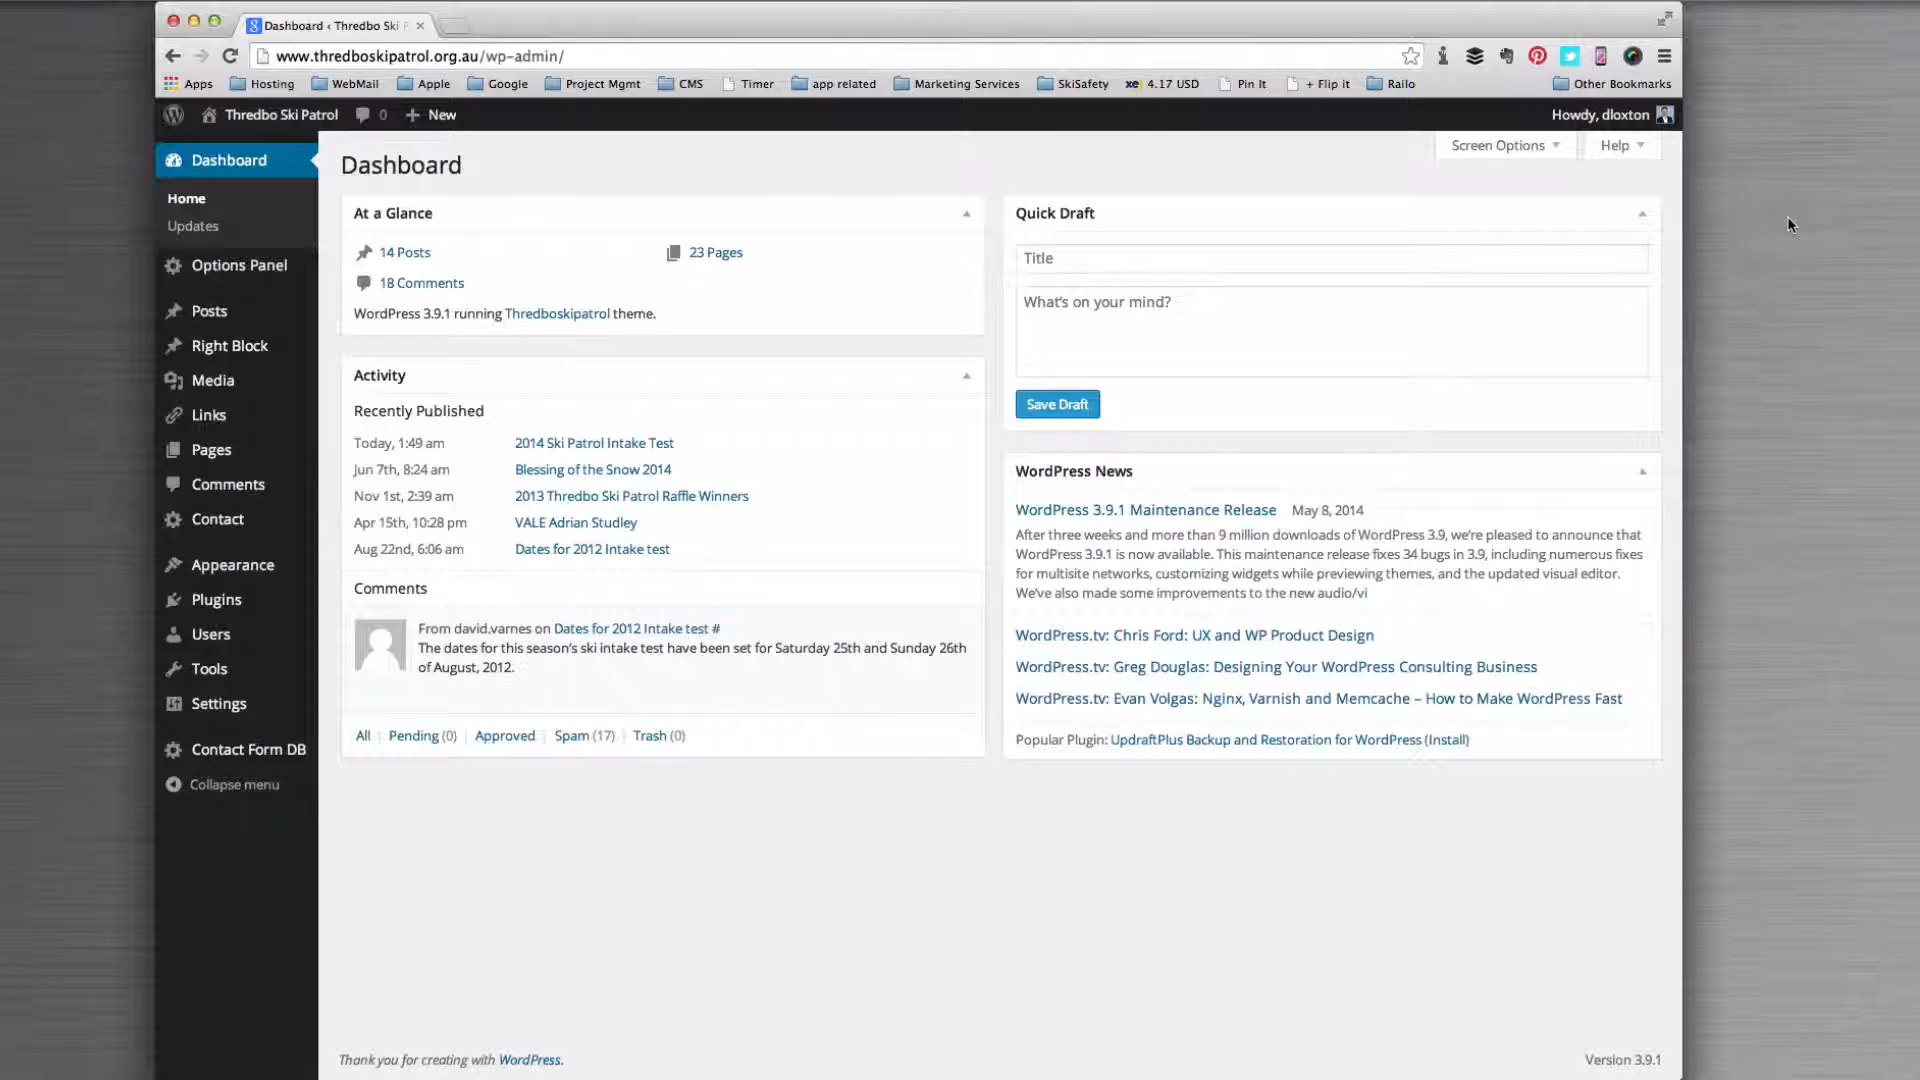 Dashboard ‹ Thredbo Ski P
www.thredboskipatrol.org.au/wp-admin/
Apps Hosting WebMail Apple Google Project Mgmt CMS Timer app related Marketing Services SkiSafety xe 4.17 USD Pin It + Flip it Railo Other Bookmarks
Thredbo Ski Patrol 0 + New Howdy, dloxton
Dashboard
Home
Updates
Options Panel
Posts
Right Block
Media
Links
Pages
Comments
Contact
Appearance
Plugins
Users
Tools
Settings
Contact Form DB
Collapse menu
Screen Options Help
Dashboard
At a Glance
14 Posts 23 Pages
18 Comments
WordPress 3.9.1 running Thredboskipatrol theme.
Activity
Recently Published
Today, 1:49 am 2014 Ski Patrol Intake Test
Jun 7th, 8:24 am Blessing of the Snow 2014
Nov 1st, 2:39 am 2013 Thredbo Ski Patrol Raffle Winners
Apr 15th, 10:28 pm VALE Adrian Studley
Aug 22nd, 6:06 am Dates for 2012 Intake test
Comments
From david.varnes on Dates for 2012 Intake test #
The dates for this season's ski intake test have been set for Saturday 25th and Sunday 26th
of August, 2012.
All | Pending (0) | Approved | Spam (17) | Trash (0)
Quick Draft
Title
What's on your mind?
Save Draft
WordPress News
WordPress 3.9.1 Maintenance Release May 8, 2014
After three weeks and more than 9 million downloads of WordPress 3.9, we're pleased to announce that
WordPress 3.9.1 is now available. This maintenance release fixes 34 bugs in 3.9, including numerous fixes
for multisite networks, customizing widgets while previewing themes, and the updated visual editor.
We've also made some improvements to the new audio/vi
WordPress.tv: Chris Ford: UX and WP Product Design
WordPress.tv: Greg Douglas: Designing Your WordPress Consulting Business
WordPress.tv: Evan Volgas: Nginx, Varnish and Memcache – How to Make WordPress Fast
Popular Plugin: UpdraftPlus Backup and Restoration for WordPress (Install)
Thank you for creating with WordPress.
Version 3.9.1